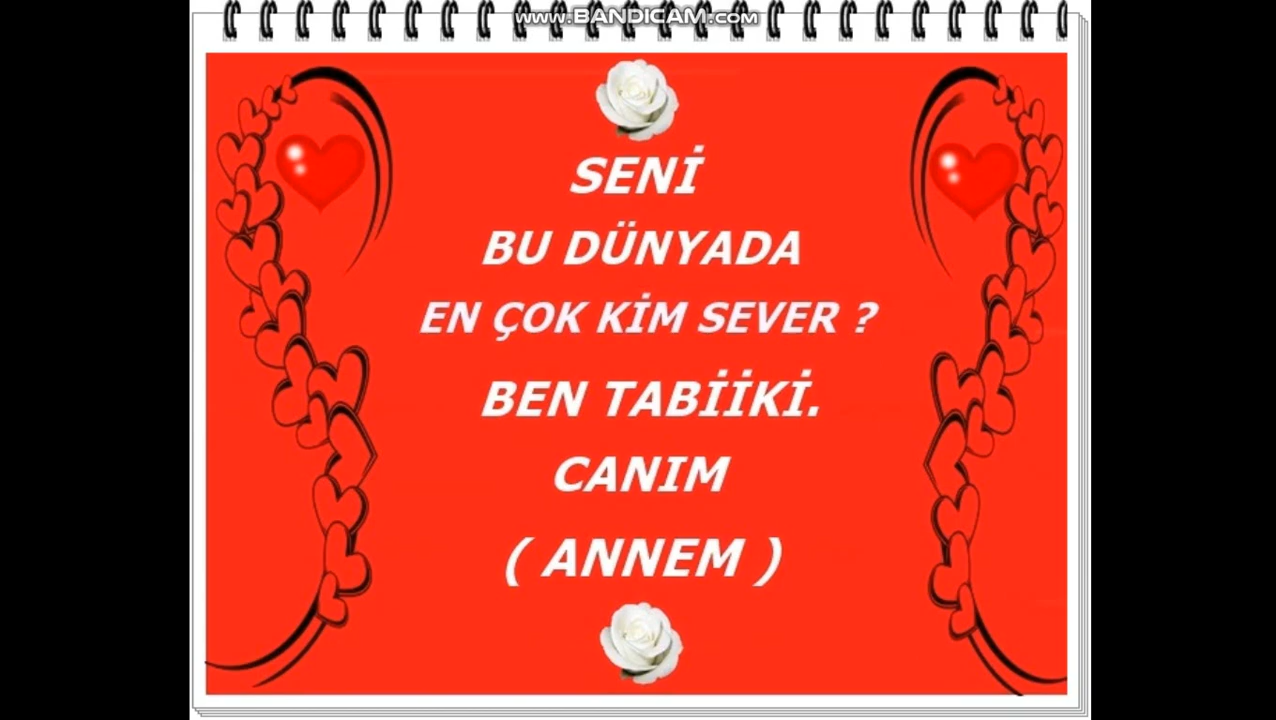 www.BANDICAM.com
SENİ
BU DÜNYADA
EN ÇOK KİM SEVER ?
BEN TABİİKİ.
CANIM
( ANNEM )